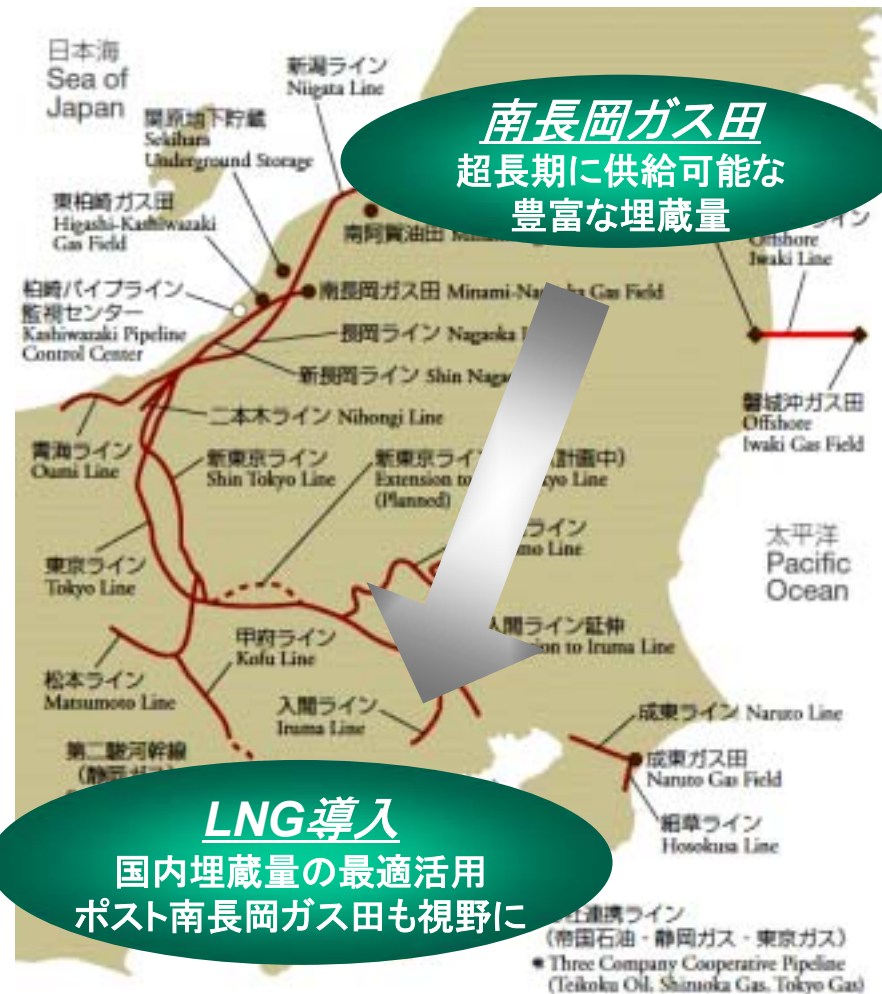 日本海
Sea of
Japan
新潟ライン
Niigata Line
関原地下貯蔵
Sekihara
Underground Storage
南長岡ガス田
超長期に供給可能な
豊富な埋蔵量
東柏崎ガス田
Higashi-Kashiwazaki
Gas Field
南阿賀油田
イン
Offshore
Iwaki Line
柏崎パイプライン
監視センター
Kashiwazaki Pipeline
Control Center
南長岡ガス田 Minami-Na Gas Field
長岡ライン Nagaoka
新長岡ライン Shin Naga
二本木ライン Nihongi Line
磐城沖ガス田
Offshore
Iwaki Gas Field
青海ライン
Oumi Line
新東京ライン
Shin Tokyo Line
新東京ライ 計画中)
Extension to yo Line
(Planned)
太平洋
Pacific
Ocean
東京ライン
Tokyo Line
ライン
mo Line
甲府ライン
Kofu Line
入間ライン延伸
ion to Iruma Line
松本ライン
Matsumoto Line
入間ライン
Iruma Line
成東ライン Naruto Line
第二駿河幹線
(静岡ガス)
成東ガス田
Naruto Gas Field
細草ライン
Hosokusa Line
LNG導入
国内埋蔵量の最適活用
ポスト南長岡ガス田も視野に
社連携ライン
(帝国石油・静岡ガス・東京ガス)
* Three Company Cooperative Pipeline
(Teikoku Oil, Shizuoka Gas, Tokyo Gas)